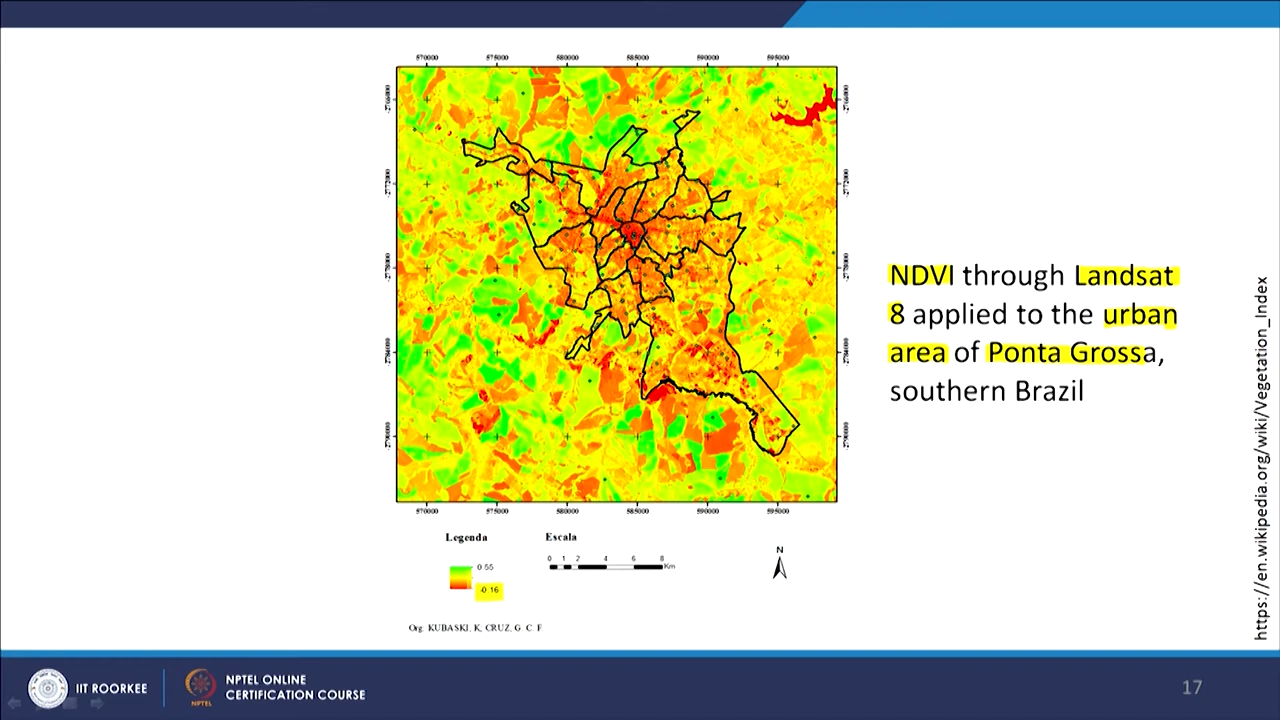 570000 575000 580000 585000 590000 595000
NDVI through Landsat
8 applied to the urban
area of Ponta Grossa,
southern Brazil
https://en.wikipedia.org/wiki/Vegetation_Index
570000 575000 580000 585000 590000 595000
Legenda
0 55
-0 16
Escala
0 1 2 4 6 8
Km
N
Org: KUBASKI, K, CRUZ, G C F
IIT ROORKEE
NPTEL ONLINE
CERTIFICATION COURSE
NPTEL
17